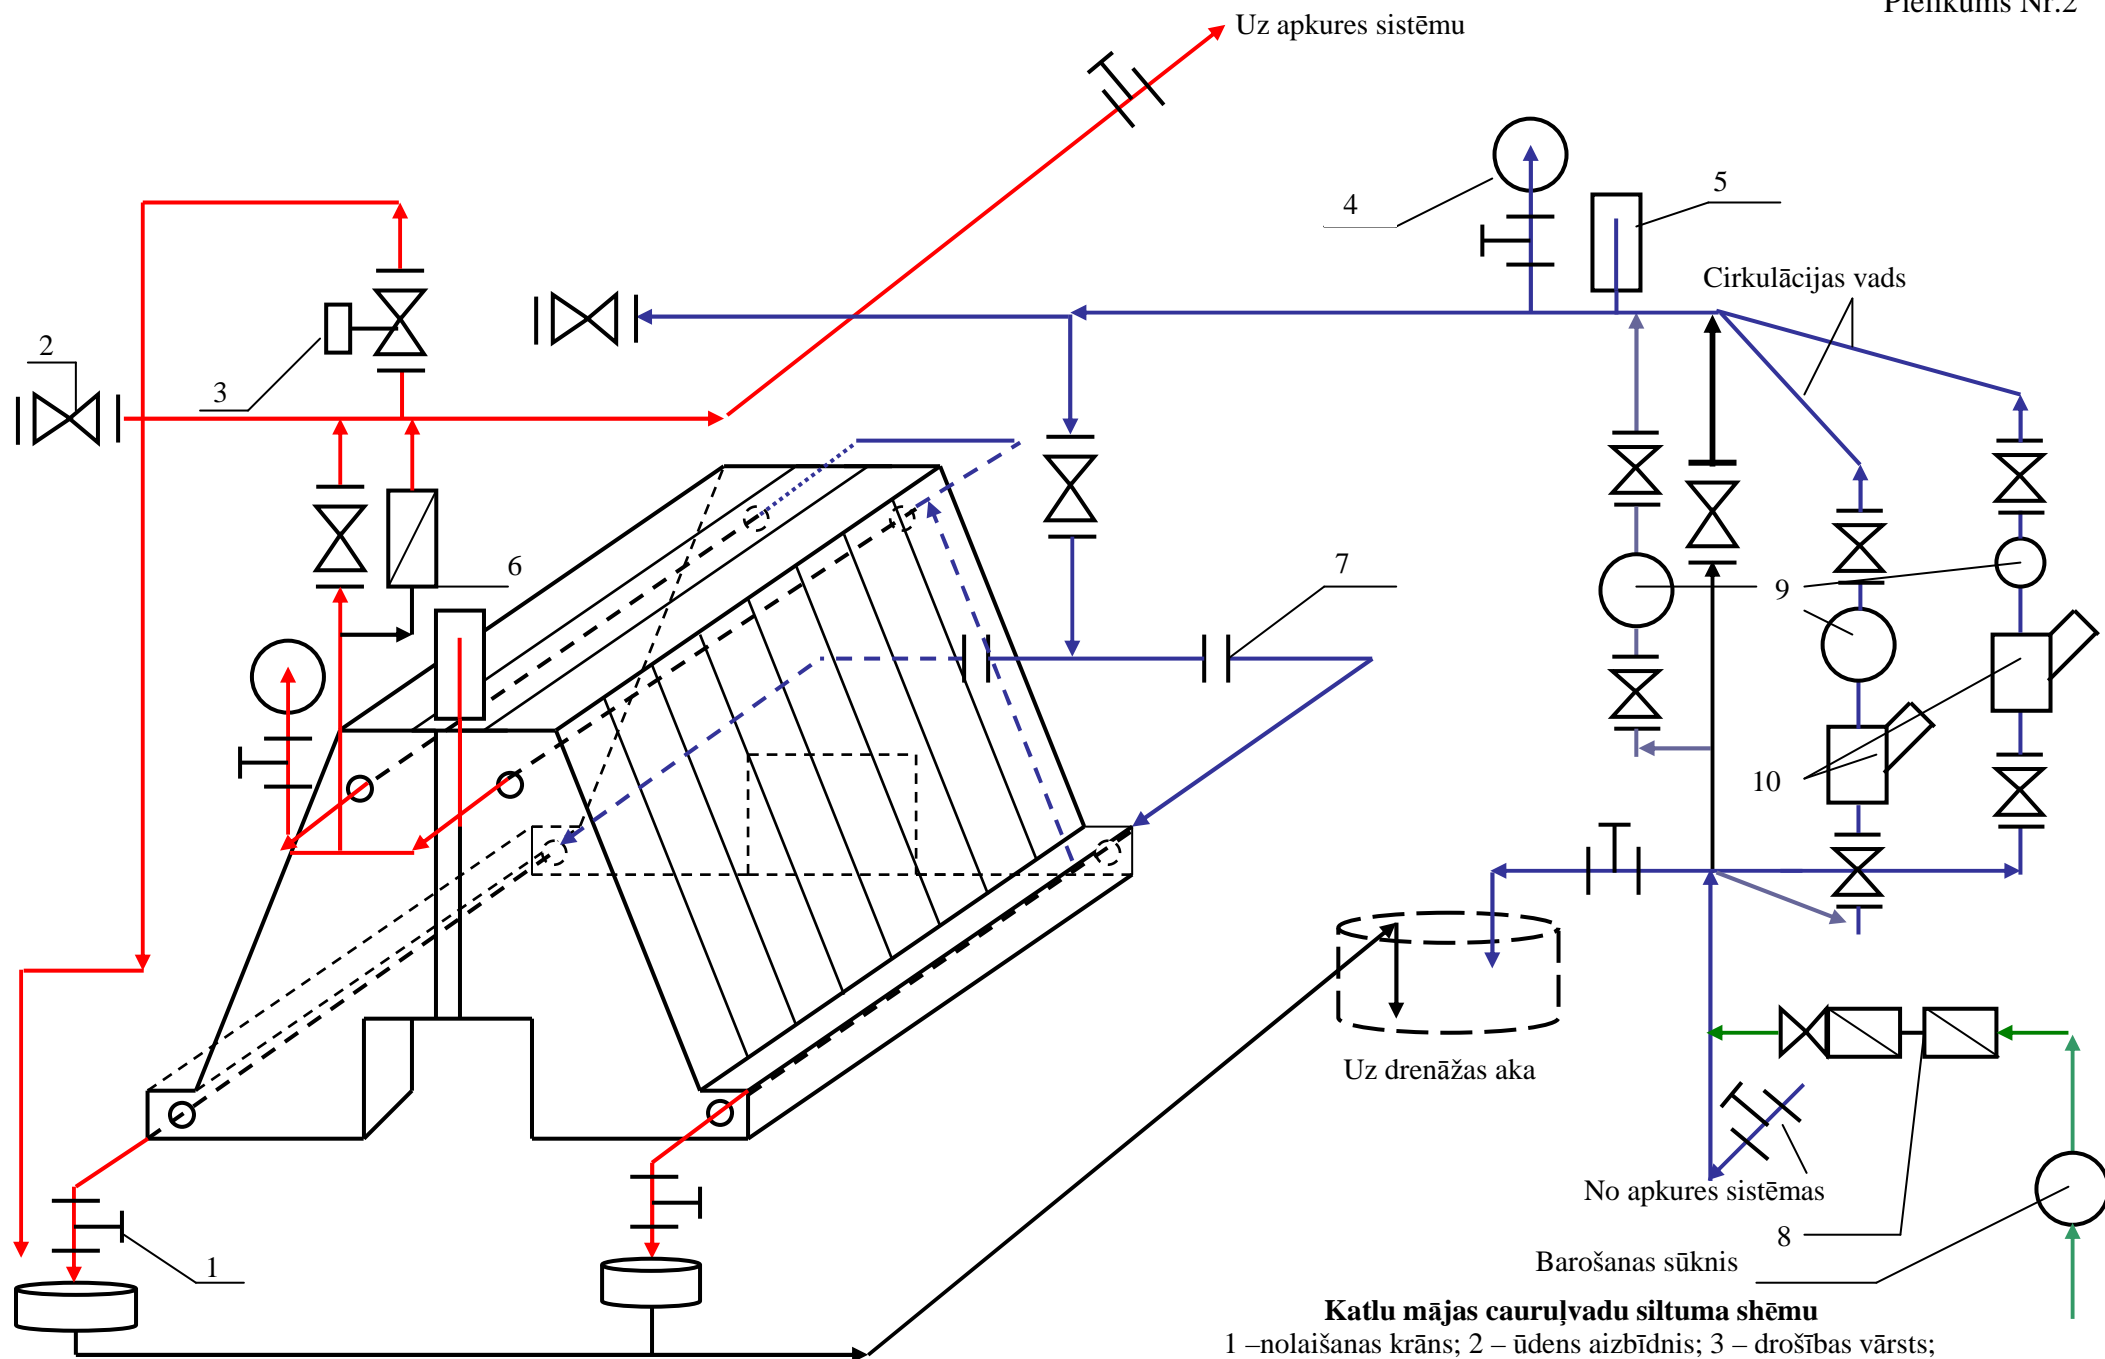 Pielikums Nr.2
Uz apkures sistēmu
4
5
Cirkulācijas vads
2
3
6
7
9
10
Uz drenāžas aka
No apkures sistēmas
8
1
Barošanas sūknis
Katlu mājas cauruļvadu siltuma shēmu
1 –nolaišanas krāns; 2 – ūdens aizbīdnis; 3 – drošības vārsts;